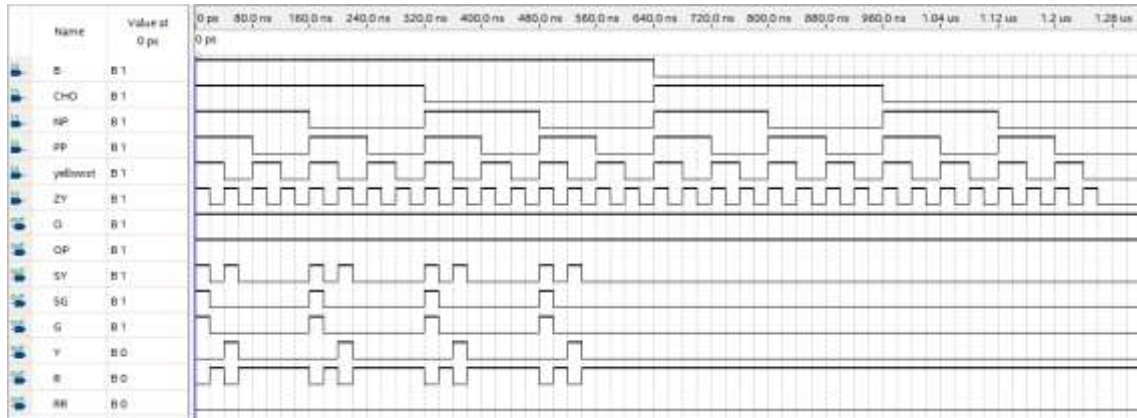 Name Value at 0 ps
0 ps 80.0 ns 160.0 ns 240.0 ns 320.0 ns 400.0 ns 480.0 ns 560.0 ns 640.0 ns 720.0 ns 800.0 ns 880.0 ns 960.0 ns 1.04 us 1.12 us 1.2 us 1.28 us
0 ps
B B 1
CHO B 1
NP B 1
PP B 1
B 1
ZY B 1
O B 1
OP B 1
SY B 1
SG B 1
G B 1
Y B 0
R B 0
RR B 0